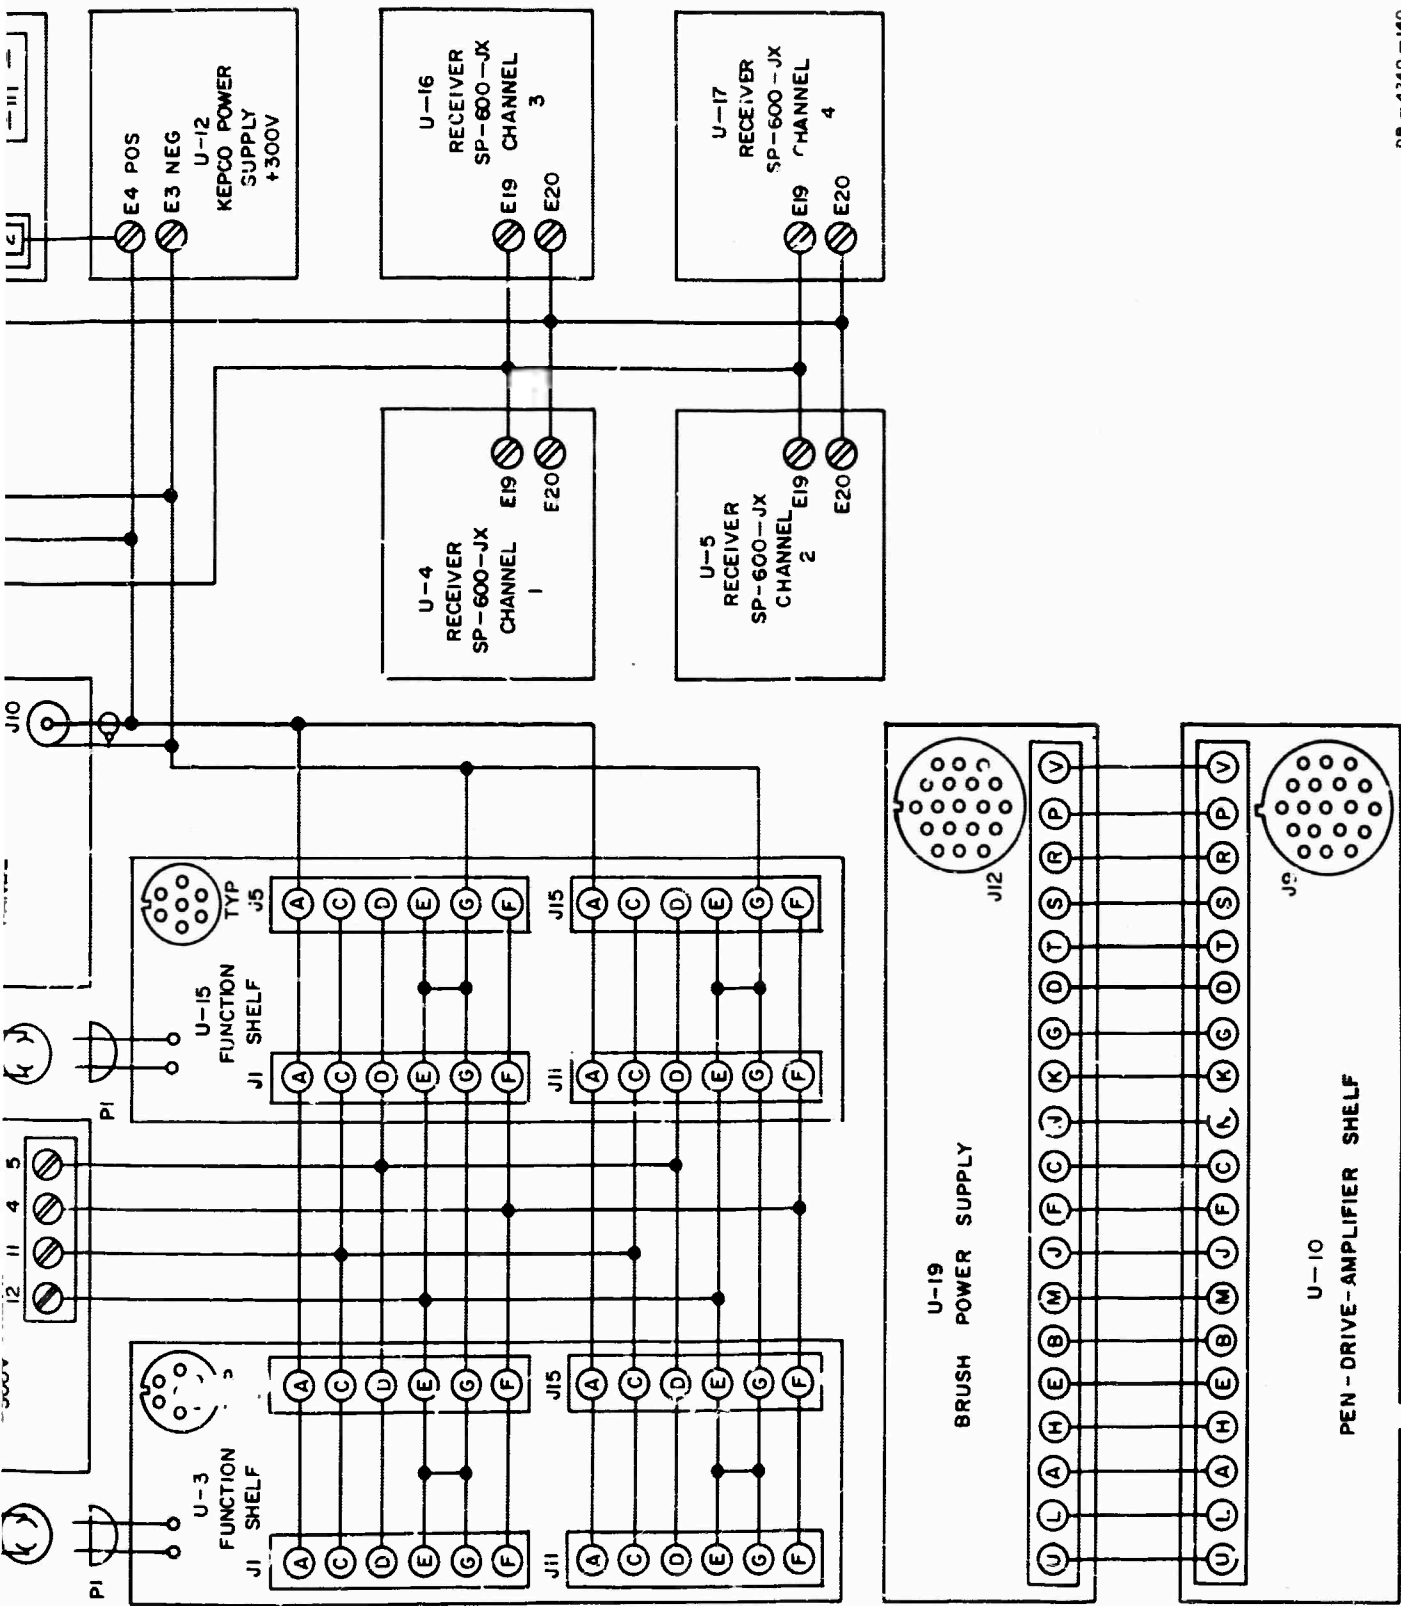 E4 POS
E3 NEG
U-12
KEPCO POWER
SUPPLY
+300V
U-16
RECEIVER
SP-600-JX
CHANNEL
3
E19
E20
U-17
RECEIVER
SP-600-JX
CHANNEL
4
E19
E20
U-4
RECEIVER
SP-600-JX
CHANNEL
1
E19
E20
U-5
RECEIVER
SP-600-JX
CHANNEL
2
E19
E20
J10
TYP
U-15
FUNCTION
SHELF
P1
J5
A C D E G F
J15
A C D E G F
J1
A C D E G F
J11
A C D E G F
5
4
11
12
U-3
FUNCTION
SHELF
P1
A C D E G F
J15
A C D E G F
J1
A C D E G F
J11
A C D E G F
U-19
BRUSH POWER SUPPLY
J12
U L A H E B M J F C J K G D T S R P V
U-10
PEN-DRIVE-AMPLIFIER SHELF
J9
U L A H E B M J F C K G D T S R P V